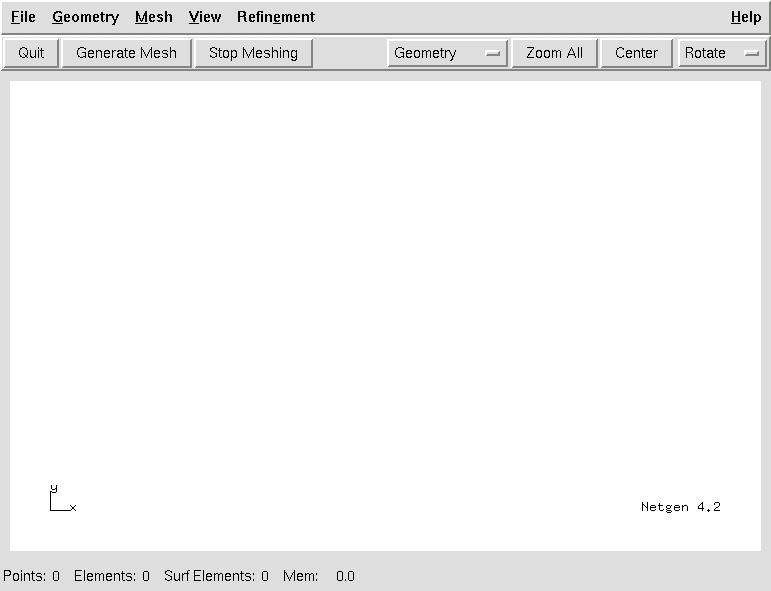 File Geometry Mesh View Refinement Help
Quit Generate Mesh Stop Meshing Geometry Zoom All Center Rotate
y
x
Netgen 4.2
Points: 0 Elements: 0 Surf Elements: 0 Mem: 0.0